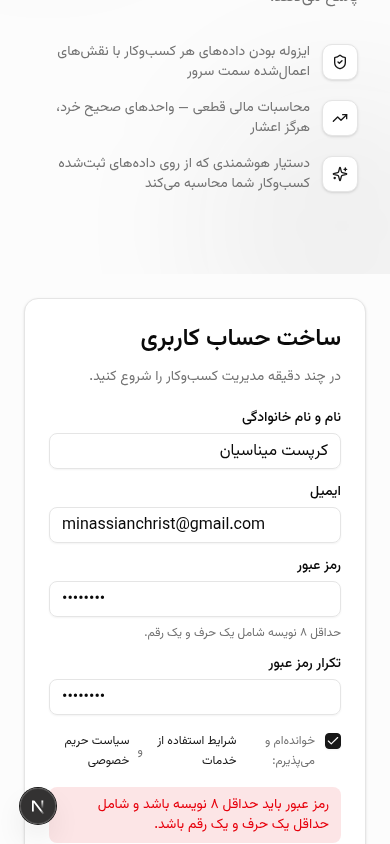 پاسخ می‌دهند.
ایزوله بودن داده‌های هر کسب‌وکار با نقش‌های
اعمال‌شده سمت سرور
محاسبات مالی قطعی — واحدهای صحیح خرد،
هرگز اعشار
دستیار هوشمندی که از روی داده‌های ثبت‌شده
کسب‌وکار شما محاسبه می‌کند
ساخت حساب کاربری
در چند دقیقه مدیریت کسب‌وکار را شروع کنید.
نام و نام خانوادگی
کریست میناسیان
ایمیل
minassianchrist@gmail.com
رمز عبور
••••••••
حداقل ۸ نویسه شامل یک حرف و یک رقم.
تکرار رمز عبور
••••••••
خوانده‌ام و می‌پذیرم:
شرایط استفاده از خدمات
و
سیاست حریم خصوصی
رمز عبور باید حداقل ۸ نویسه باشد و شامل
حداقل یک حرف و یک رقم باشد.
N